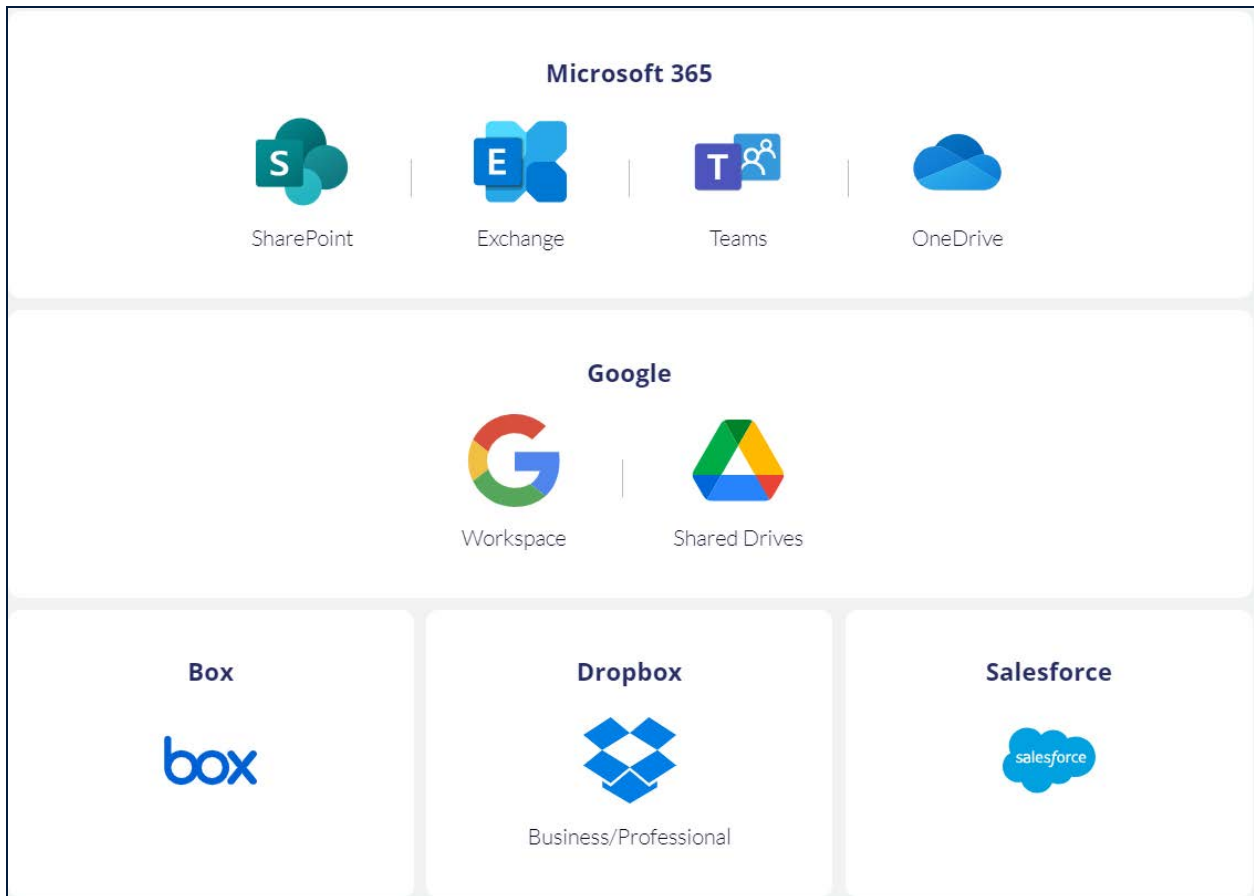 Microsoft 365
S
E
T
SharePoint
Exchange
Teams
OneDrive
Google
Workspace
Shared Drives
Box
box
Dropbox
Business/Professional
Salesforce
salesforce